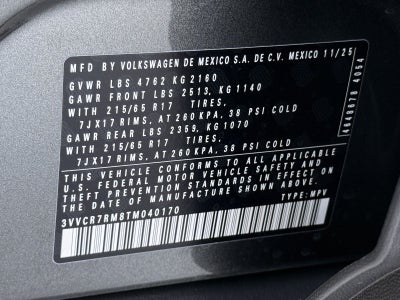 MFD BY VOLKSWAGEN DE MEXICO S.A. DE C.V. MEXICO 11/25
GVWR LBS 4762 KG 2160
GAWR FRONT LBS 2513, KG 1140
WITH 215/65 R17 TIRES,
7JX17 RIMS, AT 260 KPA, 38 PSI COLD
GAWR REAR LBS 2359, KG 1070
WITH 215/65 R17 TIRES,
7JX17 RIMS, AT 260 KPA, 38 PSI COLD
THIS VEHICLE CONFORMS TO ALL APPLICABLE
U.S. FEDERAL MOTOR VEHICLE SAFETY AND
THEFT PREVENTION STANDARDS IN EFFECT ON
THE DATE OF MANUFACTURE SHOWN ABOVE.
3VVCR7RM8TM040170 TYPE: MPV